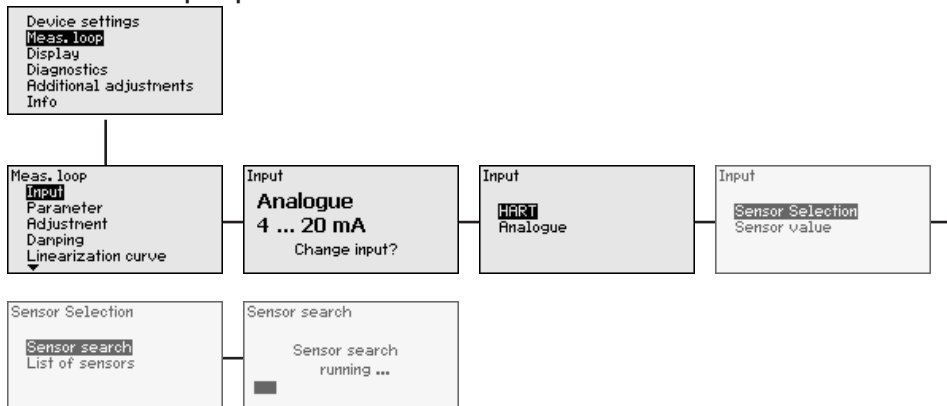 Device settings
Meas. loop
Display
Diagnostics
Additional adjustments
Info
Meas. loop
Input
Parameter
Adjustment
Damping
Linearization curve
Input
Analogue
4 ... 20 mA
Change input?
Input
HART
Analogue
Input
Sensor Selection
Sensor value
Sensor Selection
Sensor search
List of sensors
Sensor search
Sensor search
running ...